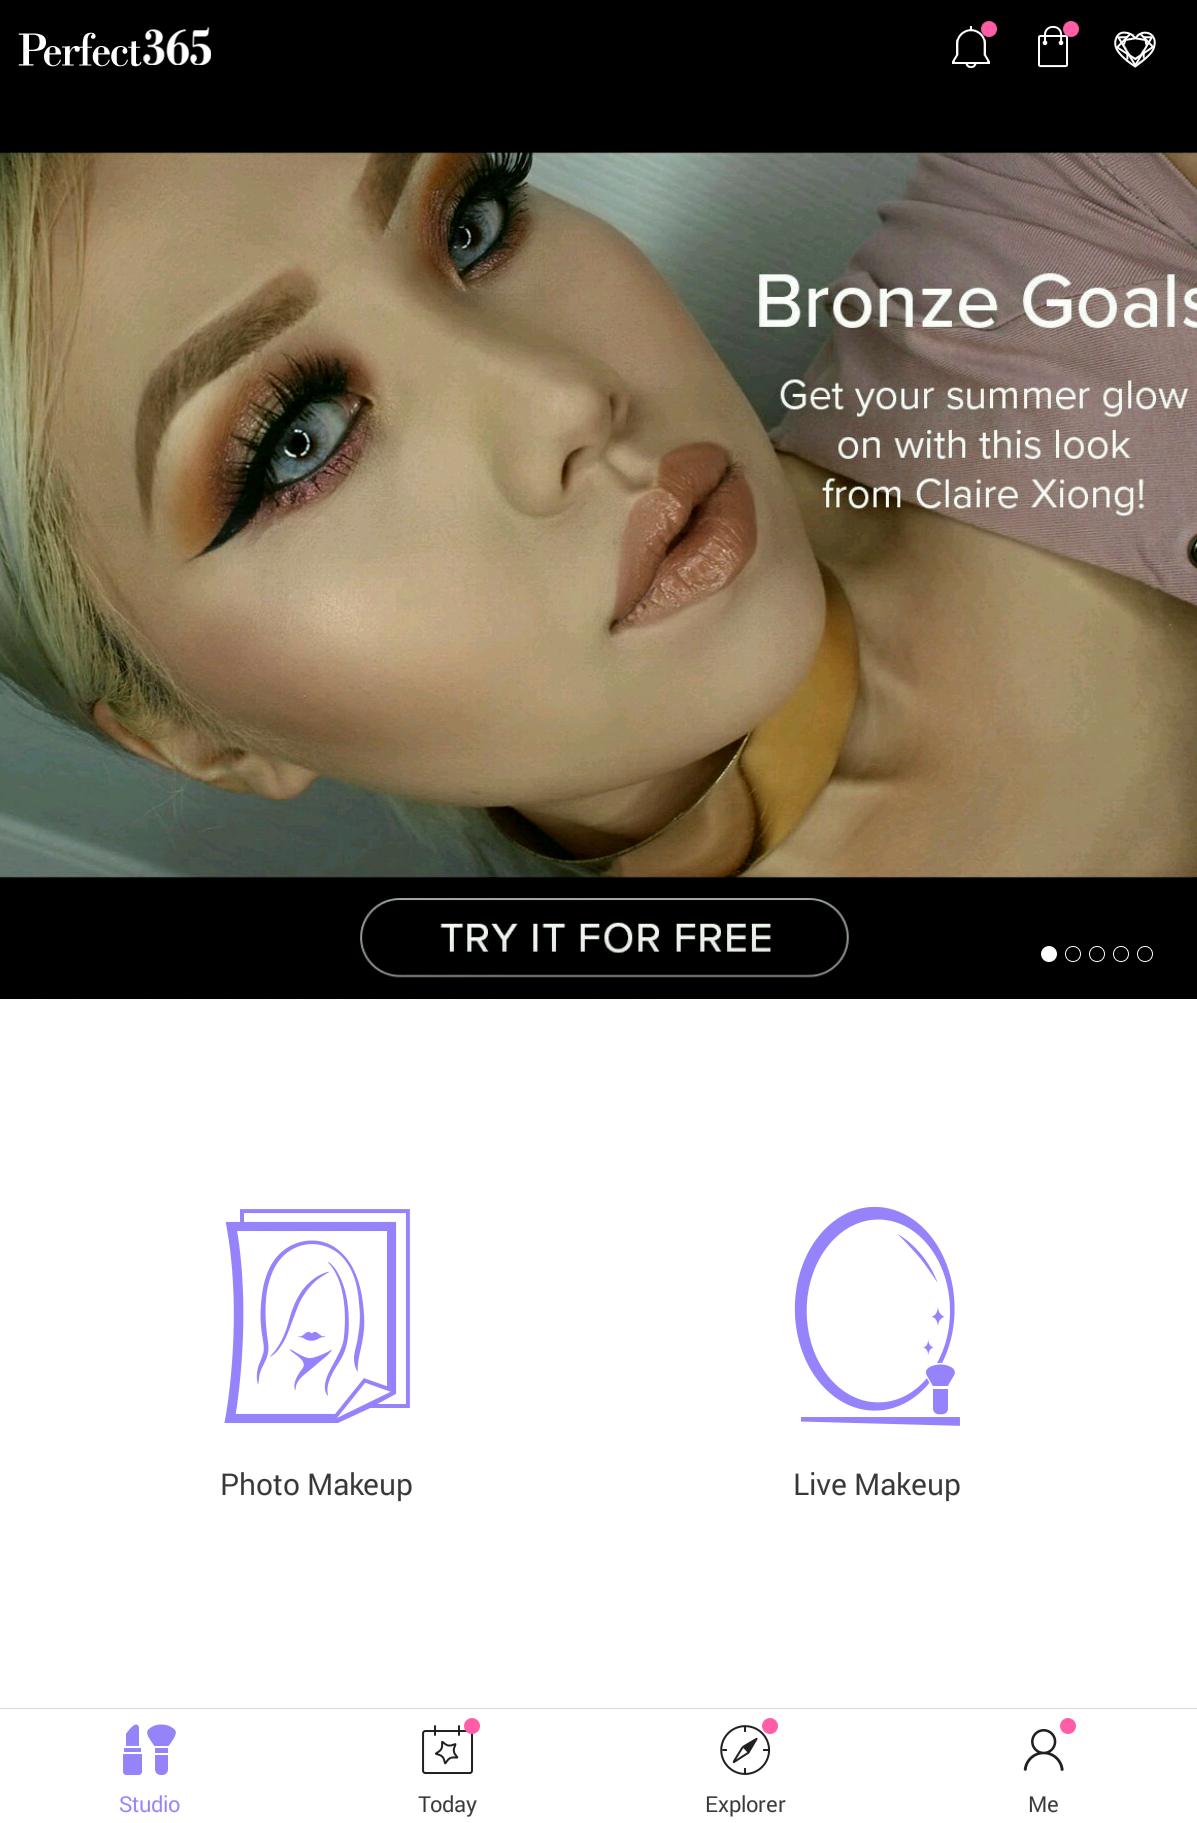 Perfect365
Bronze Goals
Get your summer glow
on with this look
from Claire Xiong!
TRY IT FOR FREE
Photo Makeup
Live Makeup
Studio
Today
Explorer
Me